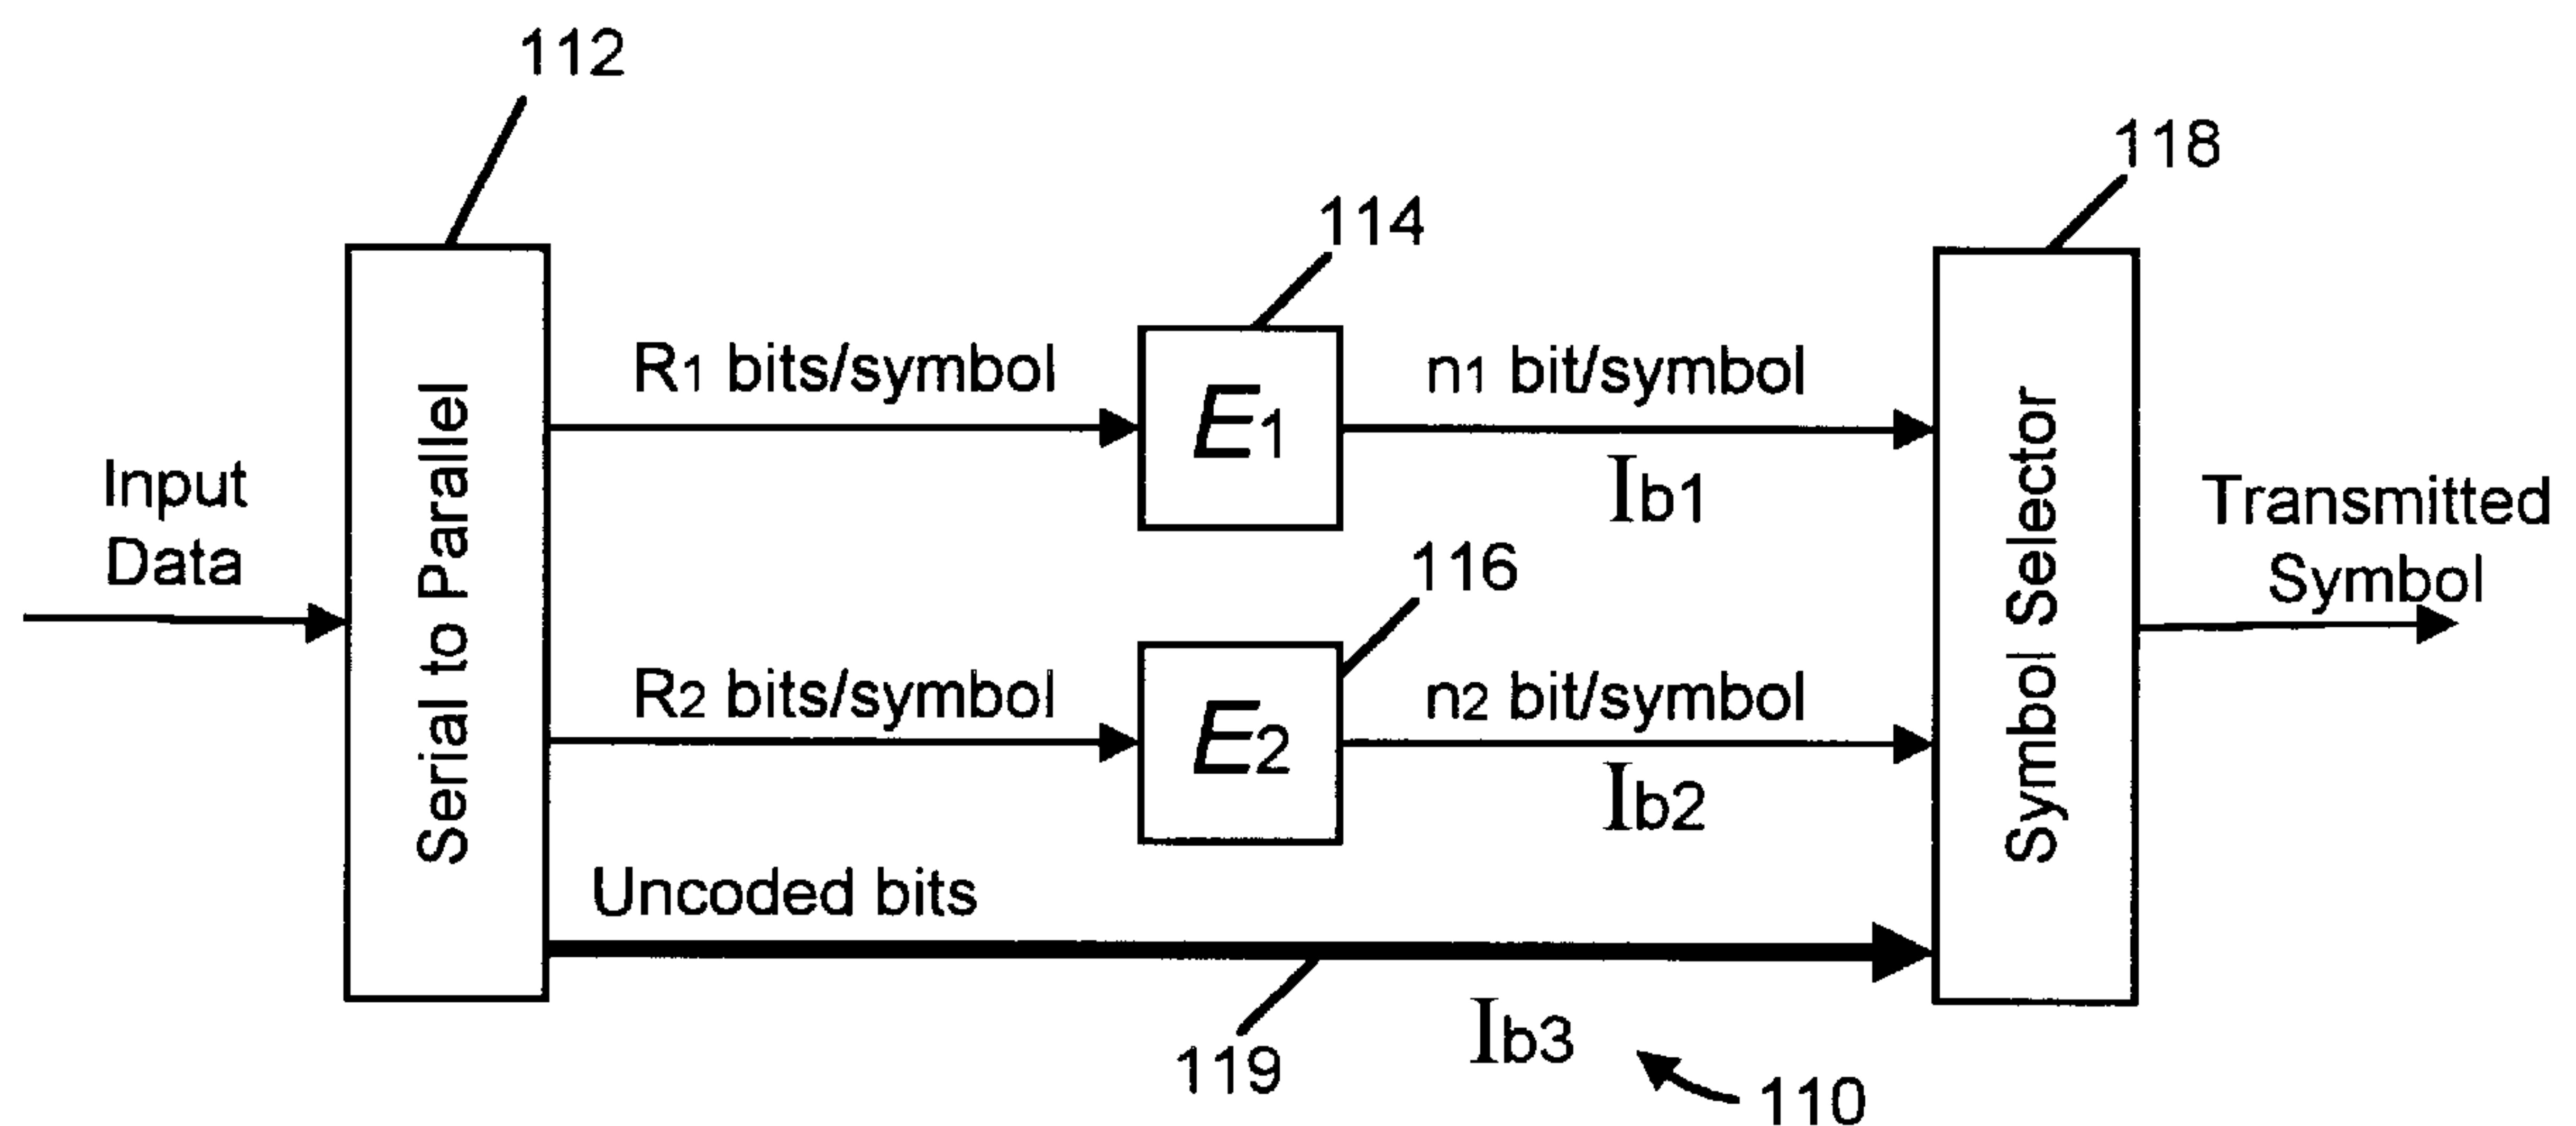 112
118
114
R1 bits/symbol
E1
n1 bit/symbol
Ib1
Input
Data
Serial to Parallel
Symbol Selector
Transmitted
Symbol
116
R2 bits/symbol
E2
n2 bit/symbol
Ib2
Uncoded bits
119
Ib3
110